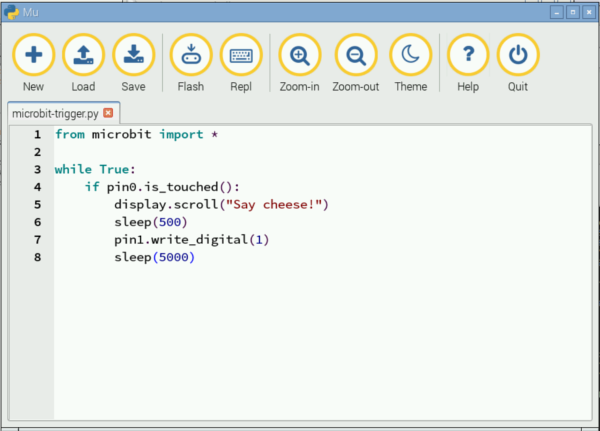 Mu
New Load Save Flash Repl Zoom-in Zoom-out Theme Help Quit
microbit-trigger.py
1 from microbit import *
2
3 while True:
4     if pin0.is_touched():
5         display.scroll("Say cheese!")
6         sleep(500)
7         pin1.write_digital(1)
8         sleep(5000)